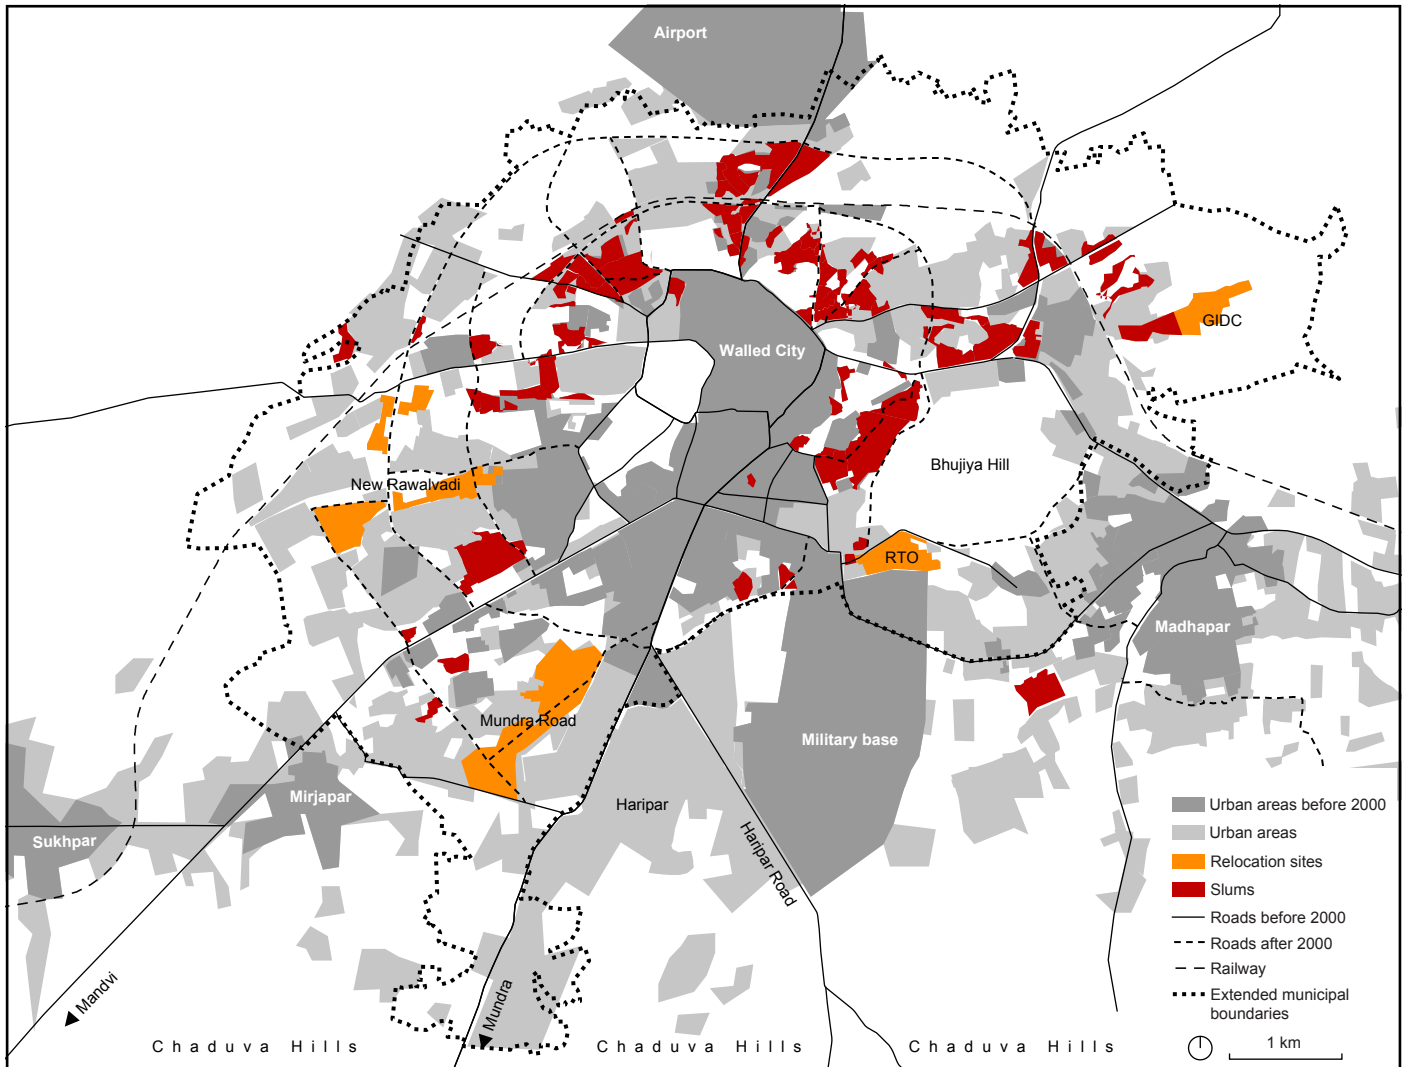 Airport
GIDC
Walled City
Bhujiya Hill
New Rawalvadi
RTO
Madhapar
Mundra Road
Military base
Mirjapar
Haripar
Sukhpar
Haripar Road
Mandvi
Mundra
Urban areas before 2000
Urban areas
Relocation sites
Slums
Roads before 2000
Roads after 2000
Railway
Extended municipal
boundaries
1 km
Chaduva Hills
Chaduva Hills
Chaduva Hills